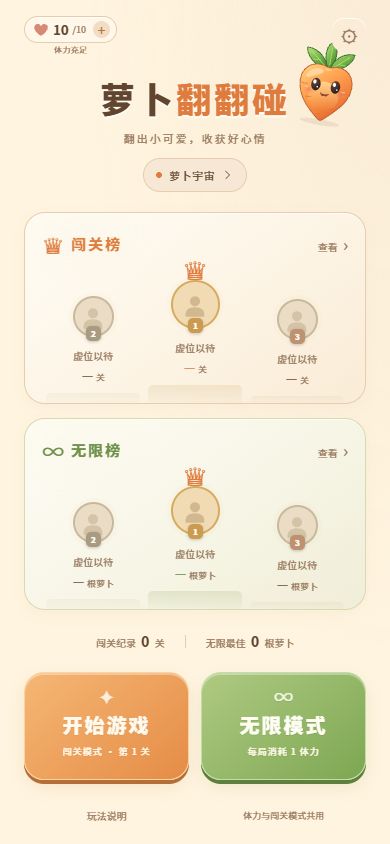 10 /10 +
体力充足
萝卜翻翻碰
翻出小可爱，收获好心情
萝卜宇宙
闯关榜
查看
2
1
3
虚位以待
虚位以待
虚位以待
— 关
— 关
— 关
无限榜
查看
2
1
3
虚位以待
虚位以待
虚位以待
— 根萝卜
— 根萝卜
— 根萝卜
闯关纪录 0 关
无限最佳 0 根萝卜
开始游戏
闯关模式 · 第 1 关
无限模式
每局消耗 1 体力
玩法说明
体力与闯关模式共用